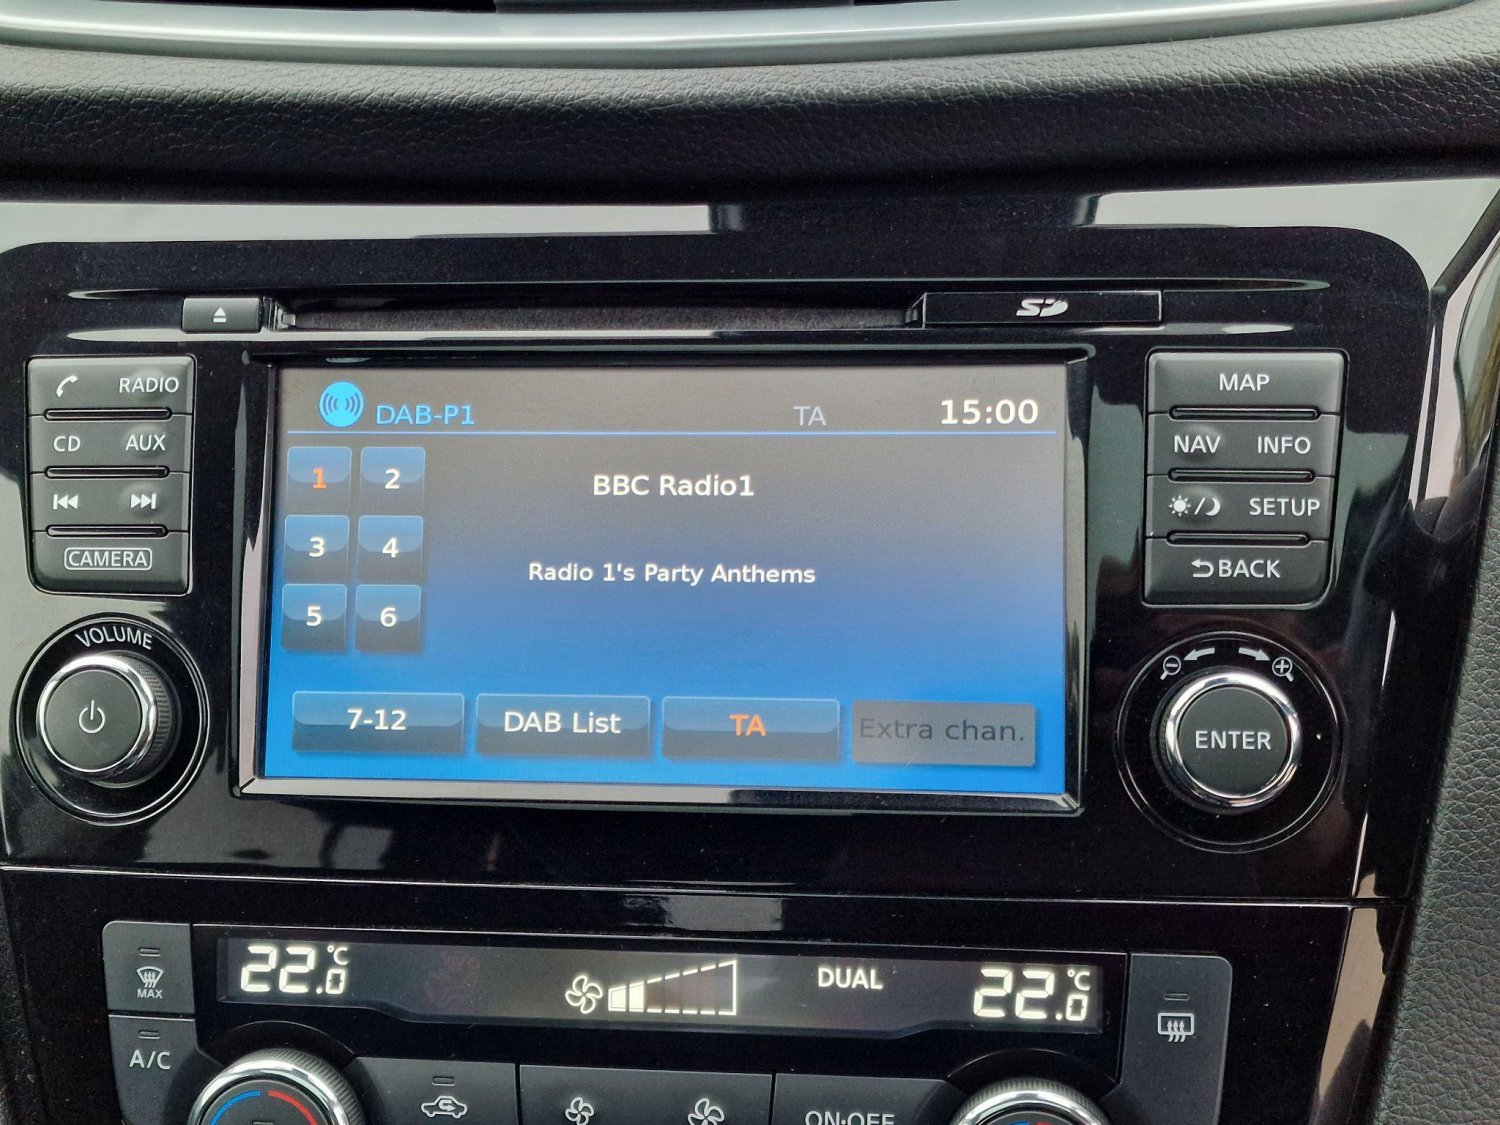 SD
RADIO
CD AUX
CAMERA
VOLUME
DAB-P1 TA 15:00
1 2
3 4
5 6
BBC Radio1
Radio 1's Party Anthems
7-12 DAB List TA Extra chan.
MAP
NAV INFO
SETUP
BACK
ENTER
22.0 °C DUAL 22.0 °C
MAX
A/C
ON·OFF